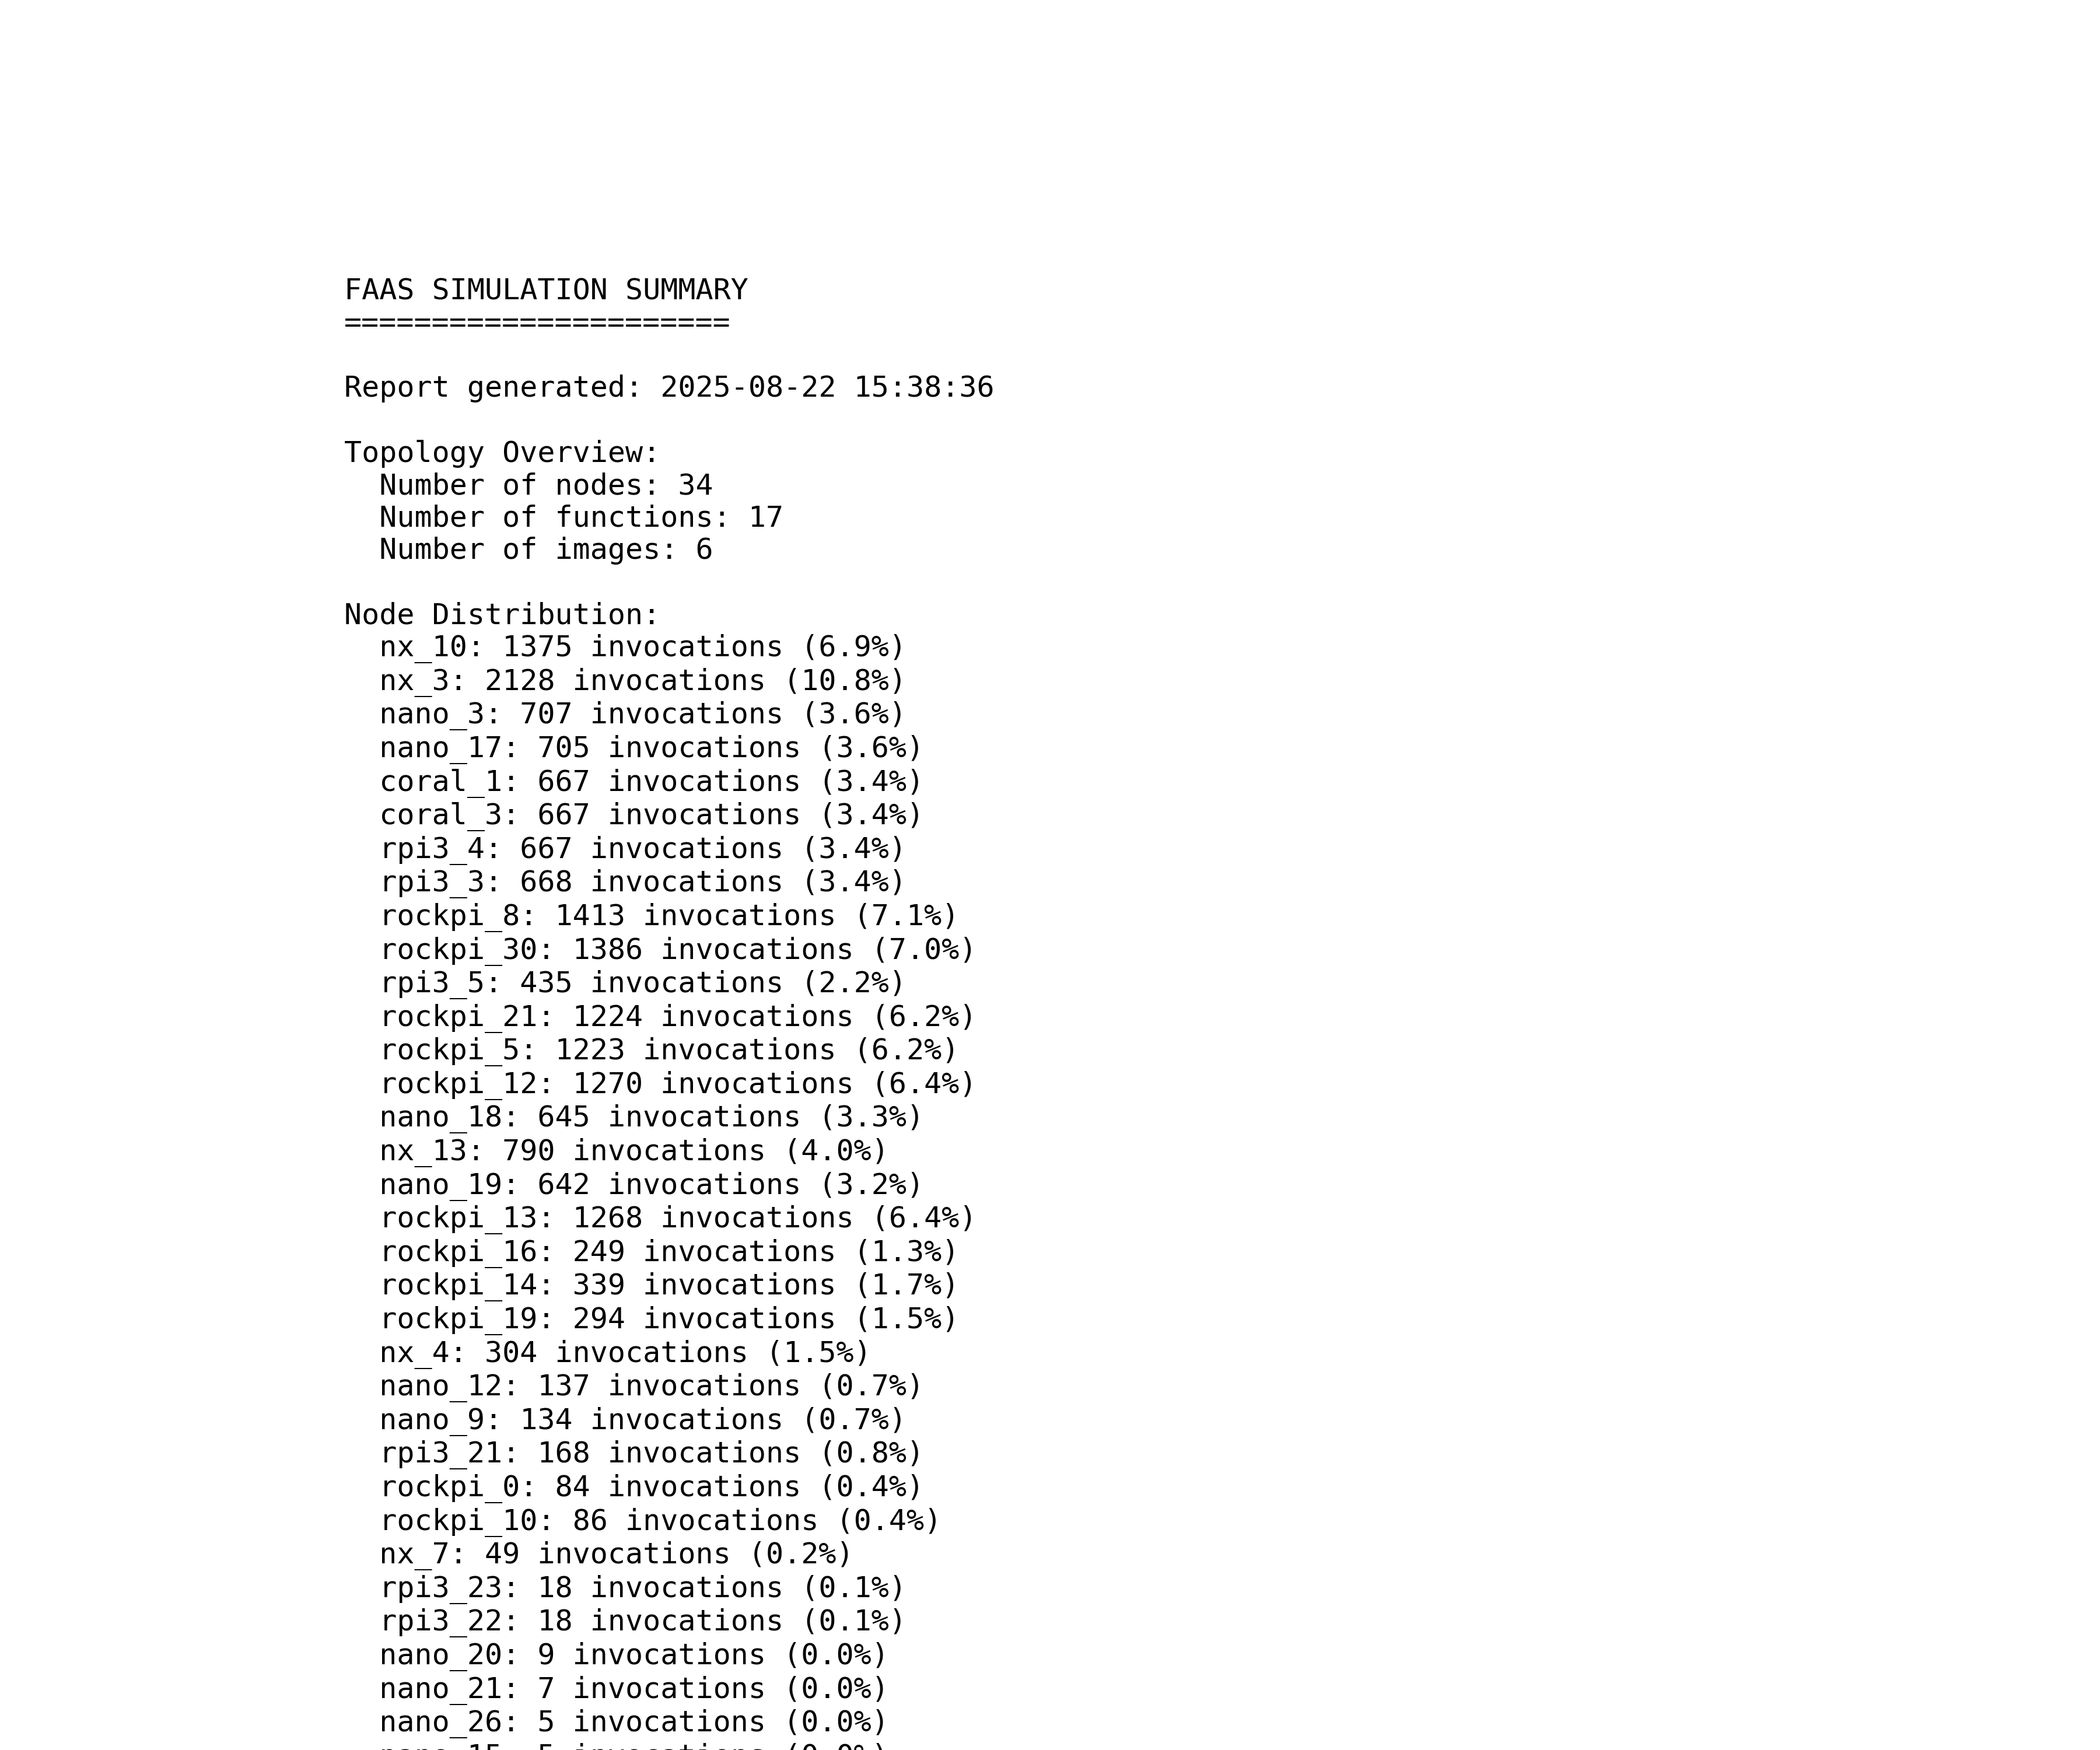 FAAS SIMULATION SUMMARY
======================
Report generated: 2025-08-22 15:38:36
Topology Overview:
Number of nodes: 34
Number of functions: 17
Number of images: 6
Node Distribution:
nx_10: 1375 invocations (6.9%)
nx_3: 2128 invocations (10.8%)
nano_3: 707 invocations (3.6%)
nano_17: 705 invocations (3.6%)
coral_1: 667 invocations (3.4%)
coral_3: 667 invocations (3.4%)
rpi3_4: 667 invocations (3.4%)
rpi3_3: 668 invocations (3.4%)
rockpi_8: 1413 invocations (7.1%)
rockpi_30: 1386 invocations (7.0%)
rpi3_5: 435 invocations (2.2%)
rockpi_21: 1224 invocations (6.2%)
rockpi_5: 1223 invocations (6.2%)
rockpi_12: 1270 invocations (6.4%)
nano_18: 645 invocations (3.3%)
nx_13: 790 invocations (4.0%)
nano_19: 642 invocations (3.2%)
rockpi_13: 1268 invocations (6.4%)
rockpi_16: 249 invocations (1.3%)
rockpi_14: 339 invocations (1.7%)
rockpi_19: 294 invocations (1.5%)
nx_4: 304 invocations (1.5%)
nano_12: 137 invocations (0.7%)
nano_9: 134 invocations (0.7%)
rpi3_21: 168 invocations (0.8%)
rockpi_0: 84 invocations (0.4%)
rockpi_10: 86 invocations (0.4%)
nx_7: 49 invocations (0.2%)
rpi3_23: 18 invocations (0.1%)
rpi3_22: 18 invocations (0.1%)
nano_20: 9 invocations (0.0%)
nano_21: 7 invocations (0.0%)
nano_26: 5 invocations (0.0%)